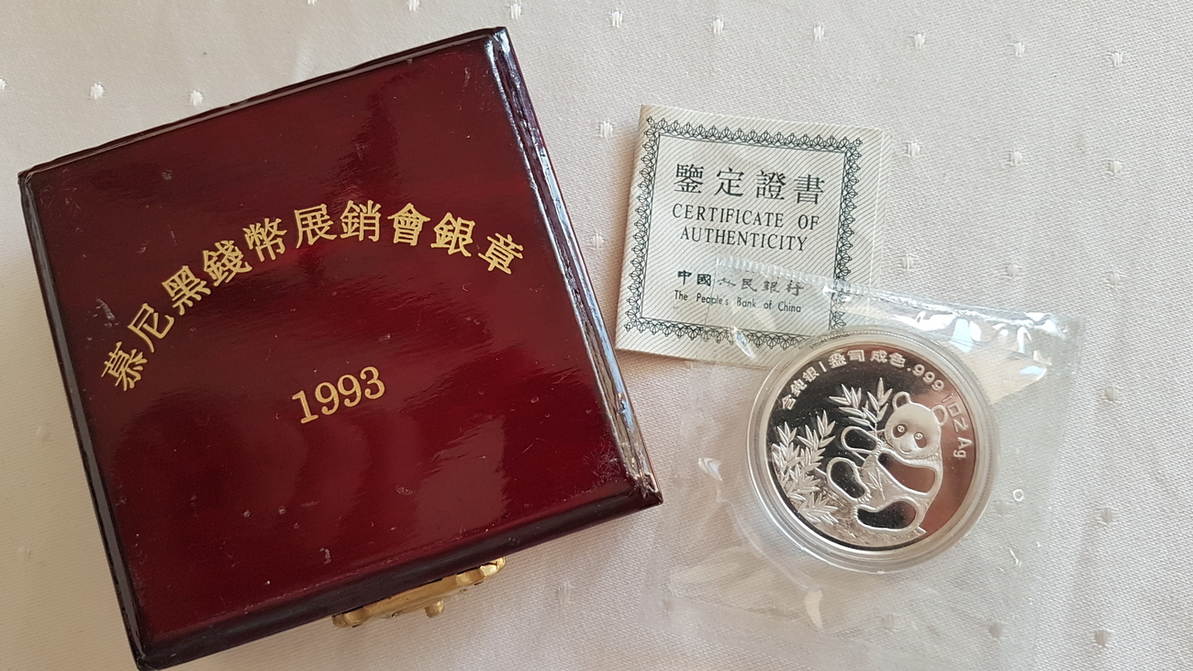 慕尼黑錢幣展銷會銀章
1993
鑒定證書
CERTIFICATE OF
AUTHENTICITY
中國人民銀行
The People's Bank of China
含純銀1盎司 成色.999 1OZ Ag